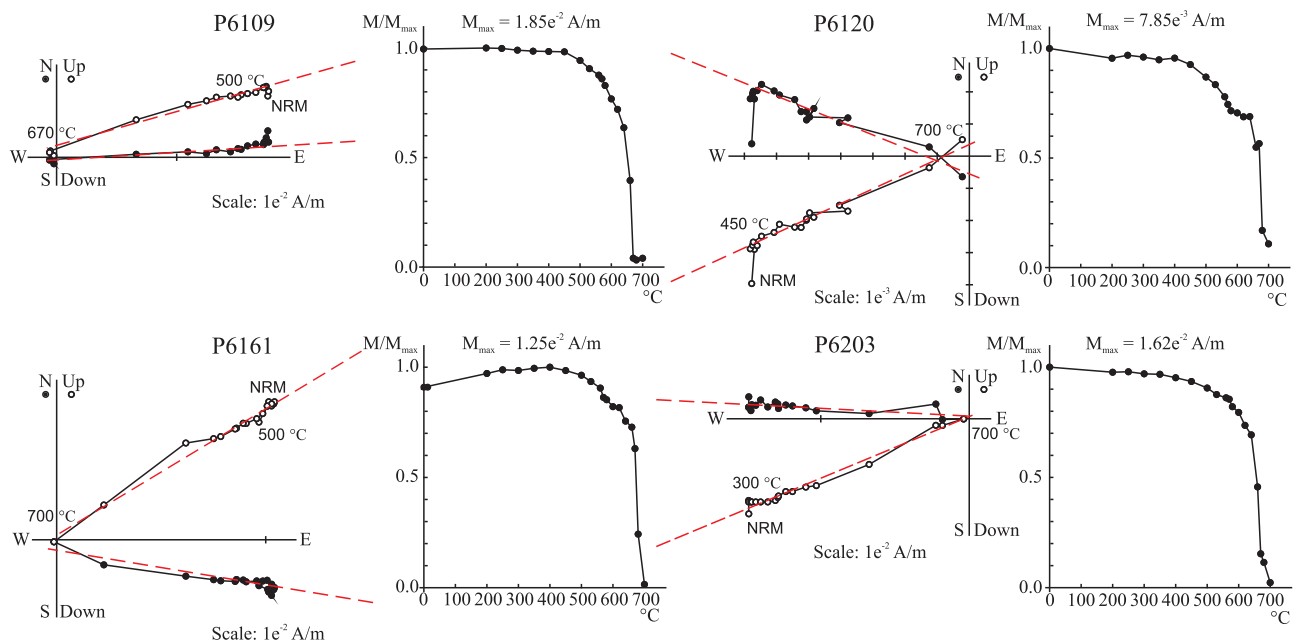 P6109
N Up
500 °C
NRM
670 °C
W E
S Down
Scale: 1e-2 A/m
M/Mmax Mmax = 1.85e-2 A/m
1.0
0.5
0.0
0 100 200 300 400 500 600 700
°C
P6120
N Up
700 °C
W E
450 °C
NRM
S Down
Scale: 1e-3 A/m
M/Mmax Mmax = 7.85e-3 A/m
1.0
0.5
0.0
0 100 200 300 400 500 600 700
°C
P6161
N Up
NRM
500 °C
700 °C
W E
S Down
Scale: 1e-2 A/m
M/Mmax Mmax = 1.25e-2 A/m
1.0
0.5
0.0
0 100 200 300 400 500 600 700
°C
P6203
N Up
W E
700 °C
300 °C
NRM
S Down
Scale: 1e-2 A/m
M/Mmax Mmax = 1.62e-2 A/m
1.0
0.5
0.0
0 100 200 300 400 500 600 700
°C